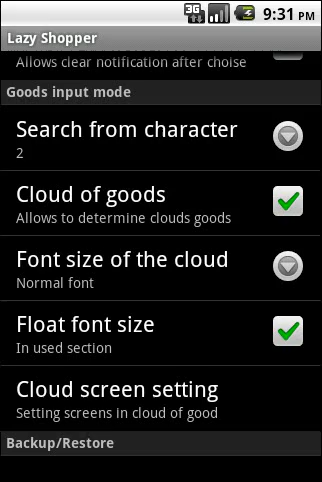 3G 9:31 PM
Lazy Shopper
Allows clear notification after choise
Goods input mode
Search from character
2
Cloud of goods
Allows to determine clouds goods
Font size of the cloud
Normal font
Float font size
In used section
Cloud screen setting
Setting screens in cloud of good
Backup/Restore